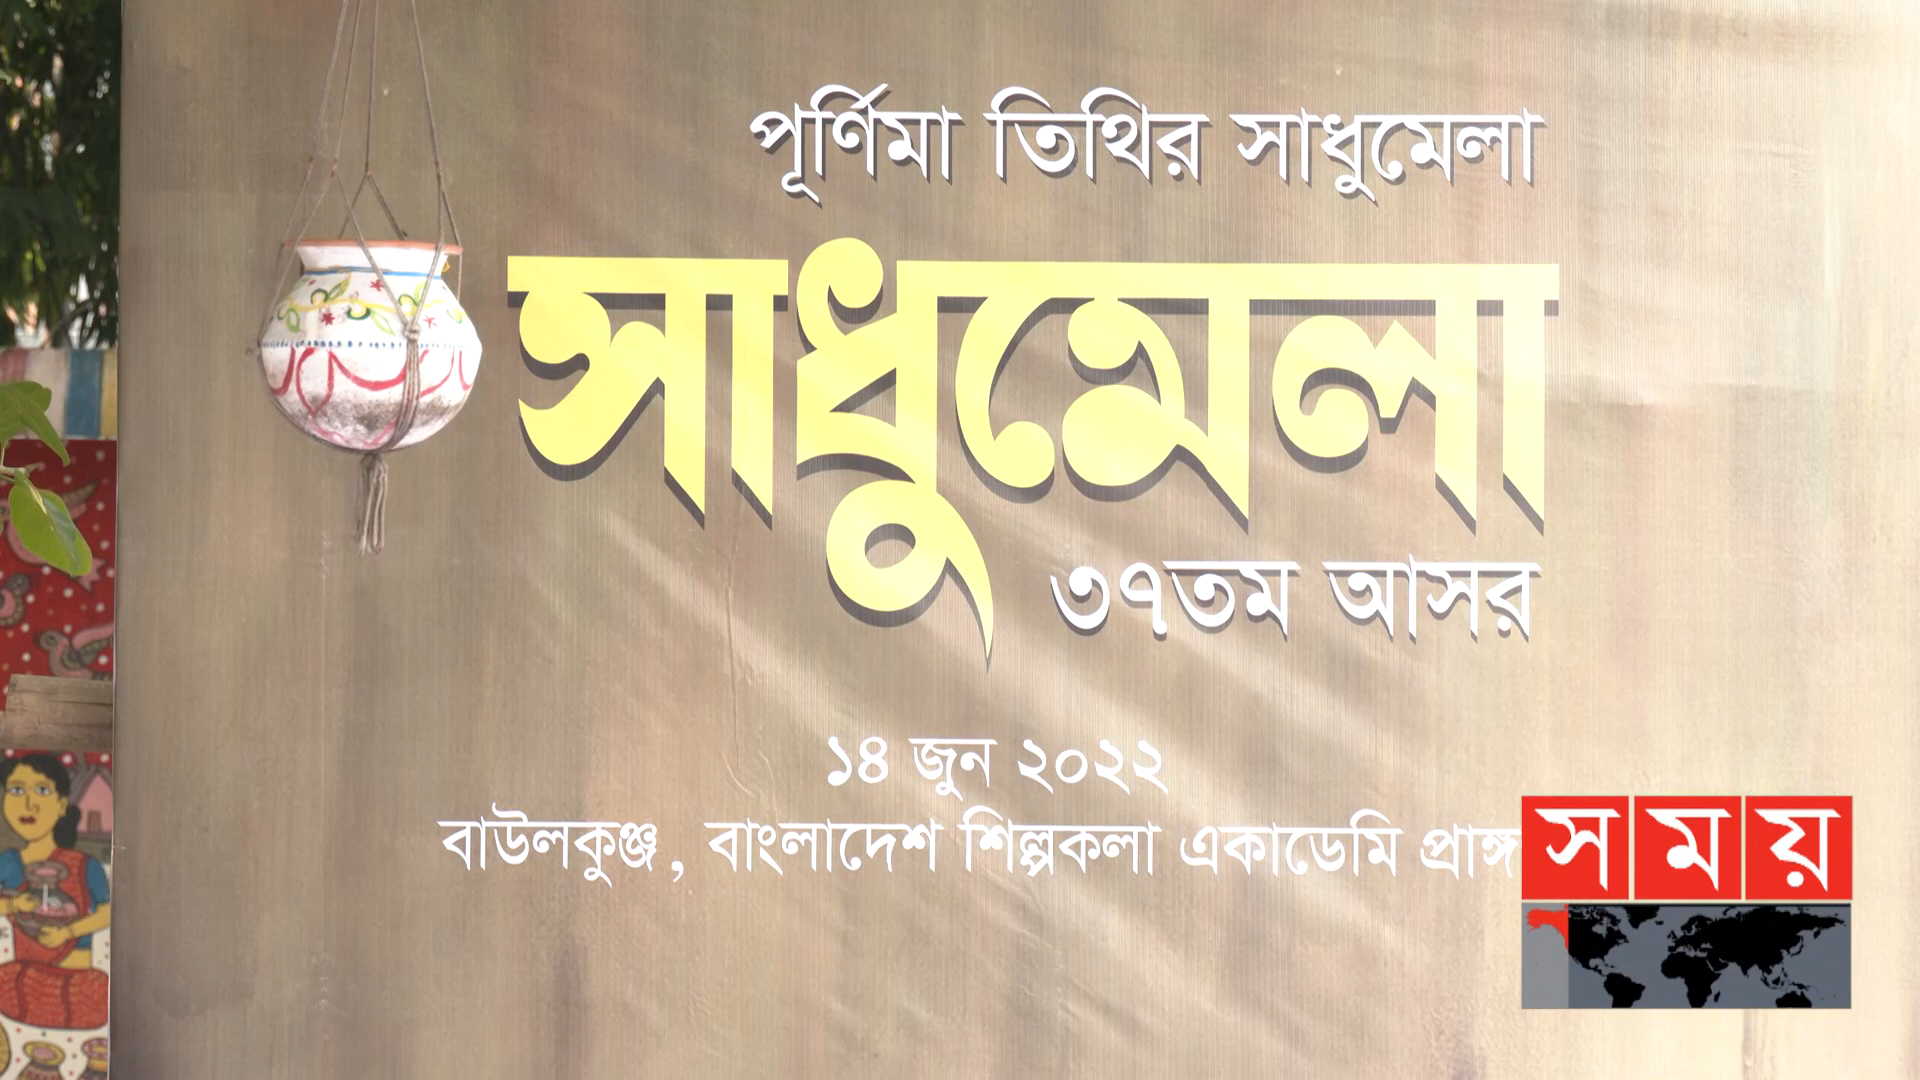 পূর্ণিমা তিথির সাধুমেলা
সাধুমেলা
৩৭তম আসর
১৪ জুন ২০২২
বাউলকুঞ্জ, বাংলাদেশ শিল্পকলা একাডেমি
সময়